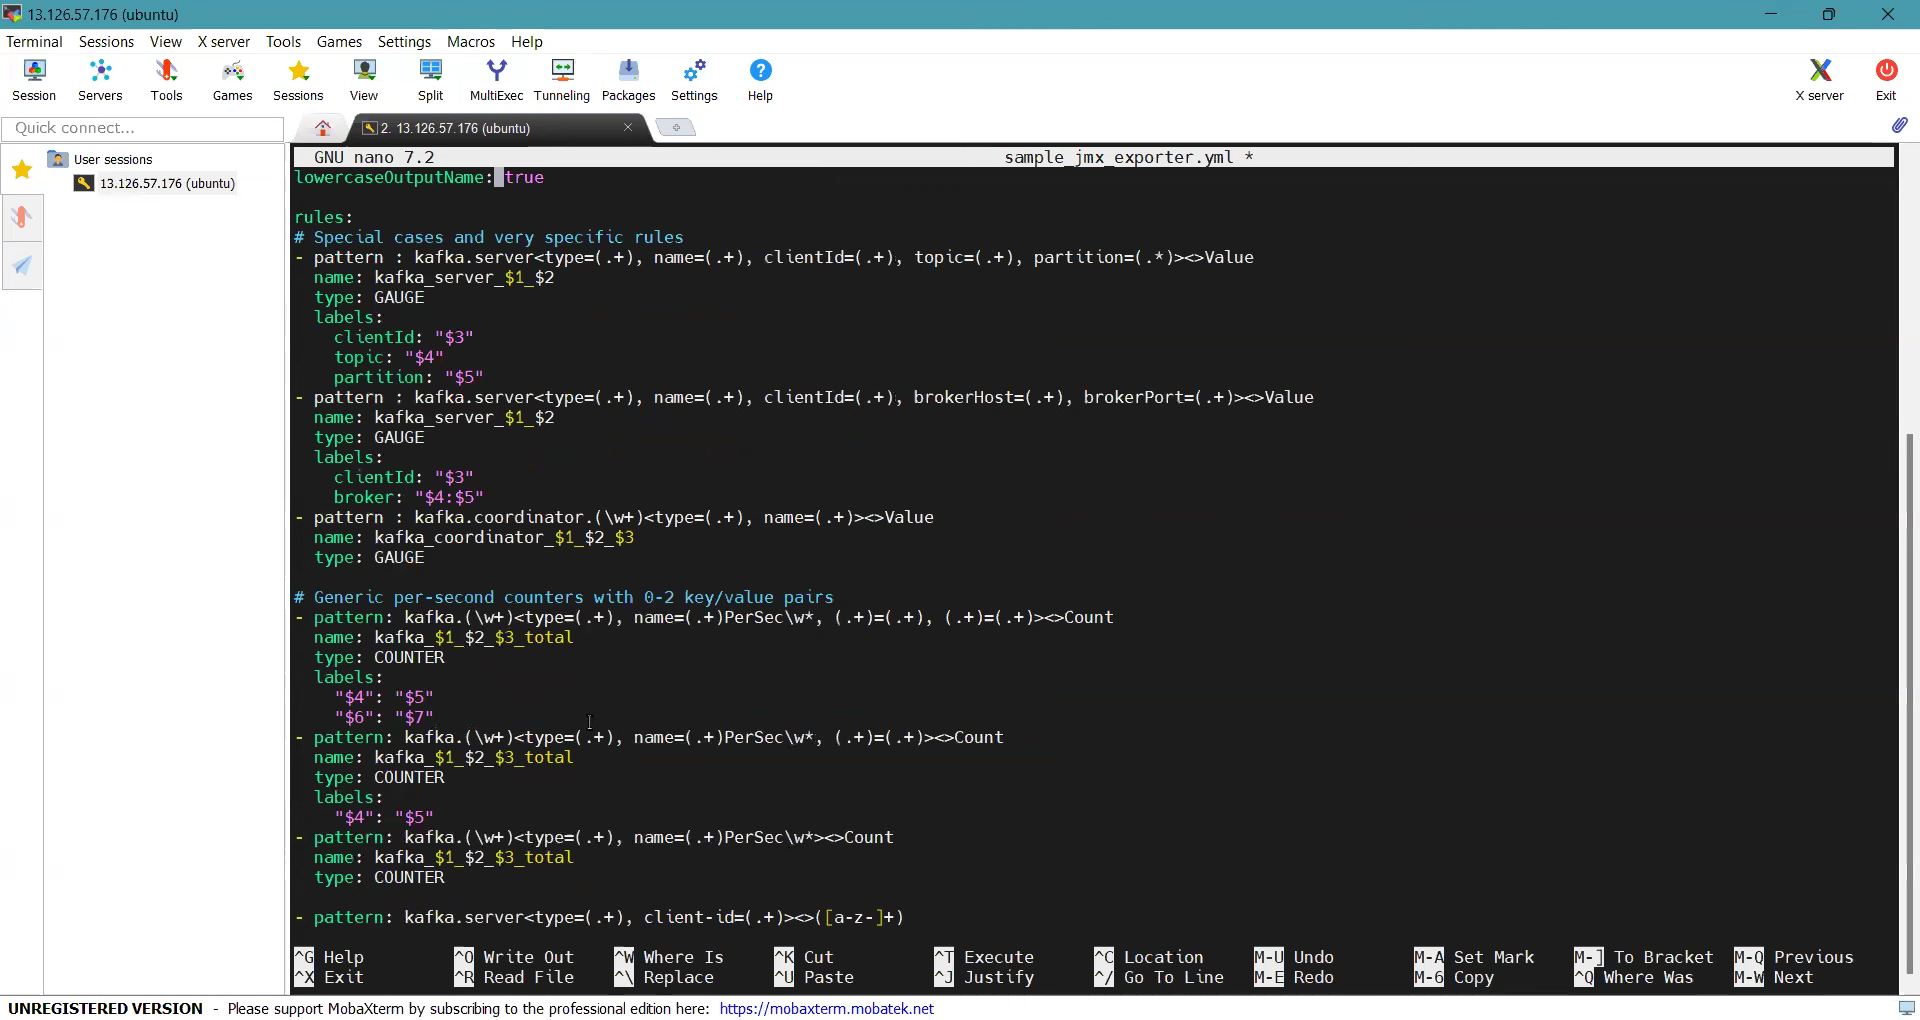 13.126.57.176 (ubuntu)
Terminal Sessions View X server Tools Games Settings Macros Help
Session Servers Tools Games Sessions View Split MultiExec Tunneling Packages Settings Help X server Exit
Quick connect...
2. 13.126.57.176 (ubuntu)
User sessions
13.126.57.176 (ubuntu)
GNU nano 7.2 sample_jmx_exporter.yml *
lowercaseOutputName: true
rules:
# Special cases and very specific rules
- pattern : kafka.server<type=(.+), name=(.+), clientId=(.+), topic=(.+), partition=(.*)><>Value
name: kafka_server_$1_$2
type: GAUGE
labels:
clientId: "$3"
topic: "$4"
partition: "$5"
- pattern : kafka.server<type=(.+), name=(.+), clientId=(.+), brokerHost=(.+), brokerPort=(.+)><>Value
name: kafka_server_$1_$2
type: GAUGE
labels:
clientId: "$3"
broker: "$4:$5"
- pattern : kafka.coordinator.(\w+)<type=(.+), name=(.+)><>Value
name: kafka_coordinator_$1_$2_$3
type: GAUGE
# Generic per-second counters with 0-2 key/value pairs
- pattern: kafka.(\w+)<type=(.+), name=(.+)PerSec\w*, (.+)=(.+), (.+)=(.+)><>Count
name: kafka_$1_$2_$3_total
type: COUNTER
labels:
"$4": "$5"
"$6": "$7"
- pattern: kafka.(\w+)<type=(.+), name=(.+)PerSec\w*, (.+)=(.+)><>Count
name: kafka_$1_$2_$3_total
type: COUNTER
labels:
"$4": "$5"
- pattern: kafka.(\w+)<type=(.+), name=(.+)PerSec\w*><>Count
name: kafka_$1_$2_$3_total
type: COUNTER
- pattern: kafka.server<type=(.+), client-id=(.+)><>([a-z-]+)
^G Help ^O Write Out ^W Where Is ^K Cut ^T Execute ^C Location M-U Undo M-A Set Mark M-] To Bracket M-Q Previous
^X Exit ^R Read File ^\ Replace ^U Paste ^J Justify ^/ Go To Line M-E Redo M-6 Copy ^Q Where Was M-W Next
UNREGISTERED VERSION - Please support MobaXterm by subscribing to the professional edition here: https://mobaxterm.mobatek.net